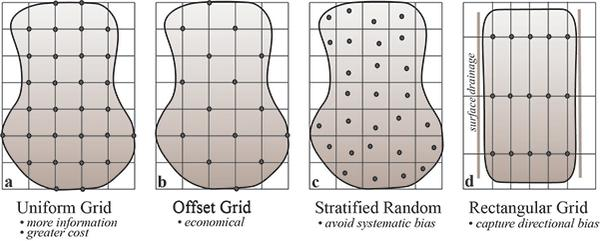 surface drainage
a
b
c
d
Uniform Grid
• more information
• greater cost
Offset Grid
• economical
Stratified Random
• avoid systematic bias
Rectangular Grid
• capture directional bias